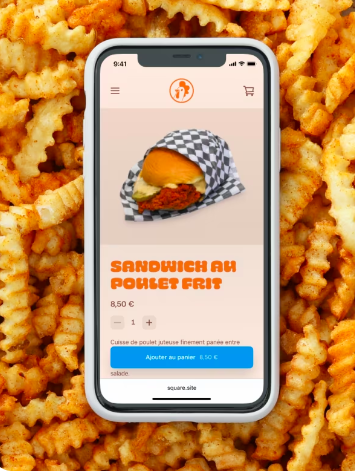 9:41
SANDWICH AU
POULET FRIT
8,50 €
— 1 +
Cuisse de poulet juteuse finement panée entre
Ajouter au panier 8,50 €
salade.
square.site